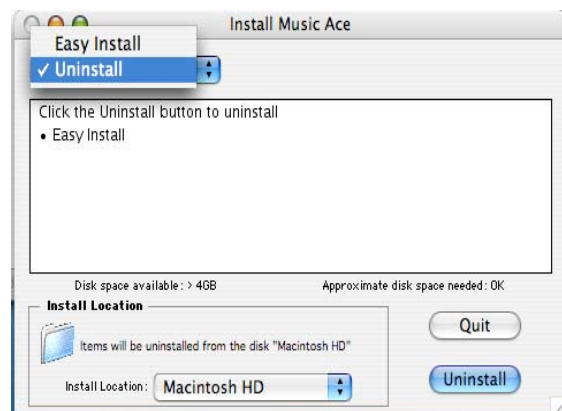 Install Music Ace
Easy Install
✓ Uninstall
Click the Uninstall button to uninstall
• Easy Install
Disk space available: > 4GB Approximate disk space needed: OK
Install Location
Items will be uninstalled from the disk "Macintosh HD"
Install Location: Macintosh HD
Quit
Uninstall